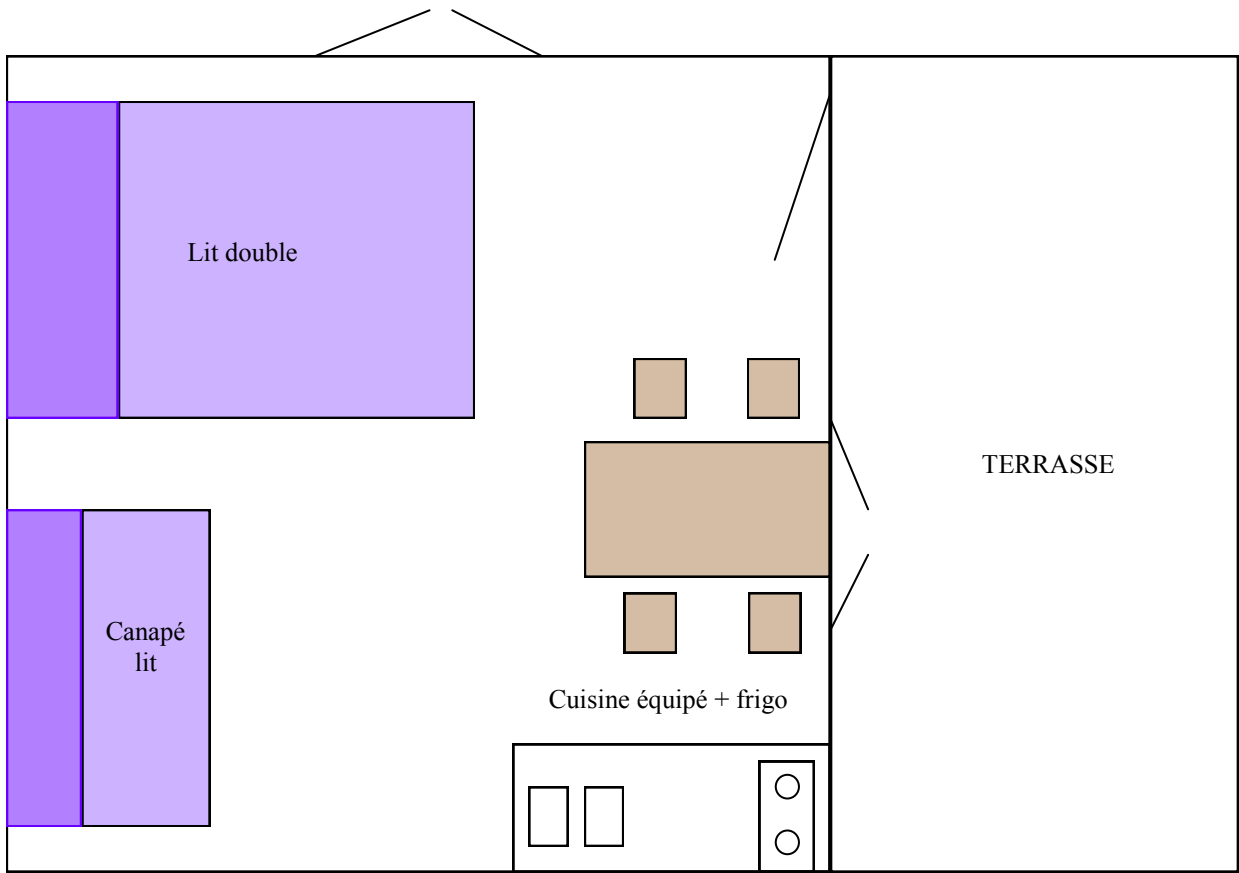 Lit double
TERRASSE
Canapé
lit
Cuisine équipé + frigo